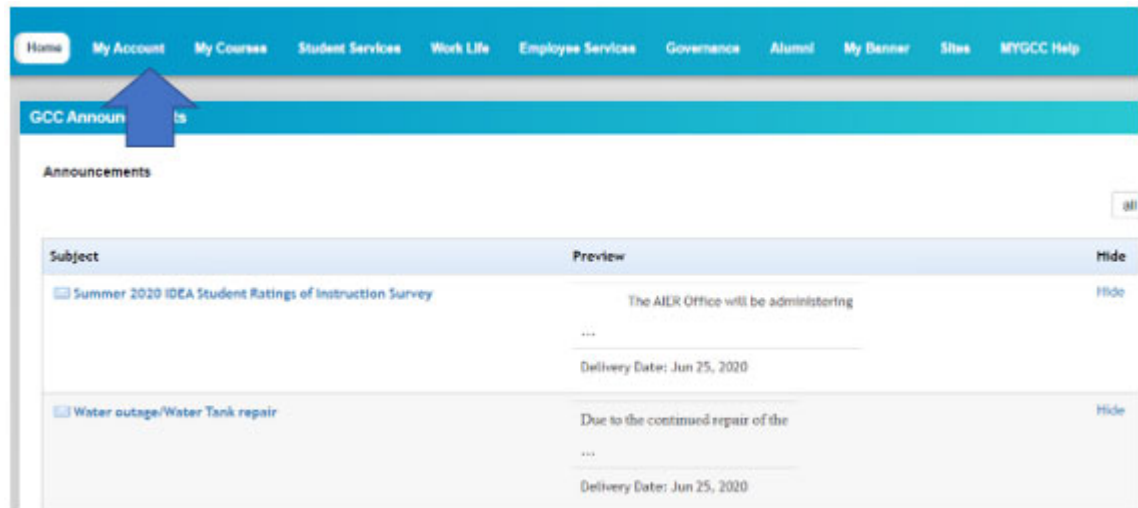 Home My Account My Courses Student Services Work Life Employee Services Governance Alumni My Banner Sites MYGCC Help
GCC Announ ts
Announcements
all
Subject Preview Hide
Summer 2020 IDEA Student Ratings of Instruction Survey The AIER Office will be administering Hide
...
Delivery Date: Jun 25, 2020
Water outage/Water Tank repair Due to the continued repair of the Hide
...
Delivery Date: Jun 25, 2020